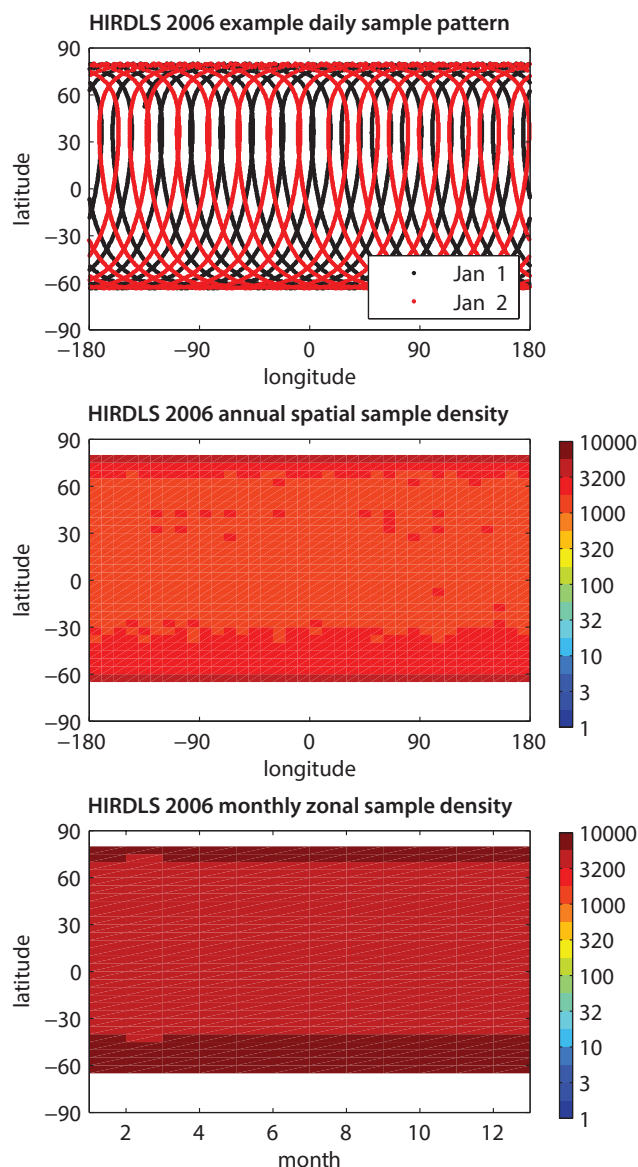 HIRDLS 2006 example daily sample pattern
90
60
30
0
−30
−60
−90
latitude
Jan 1
Jan 2
−180 −90 0 90 180
longitude
HIRDLS 2006 annual spatial sample density
90
60
30
0
−30
−60
−90
latitude
−180 −90 0 90 180
longitude
10000
3200
1000
320
100
32
10
3
1
HIRDLS 2006 monthly zonal sample density
90
60
30
0
−30
−60
−90
latitude
2 4 6 8 10 12
month
10000
3200
1000
320
100
32
10
3
1